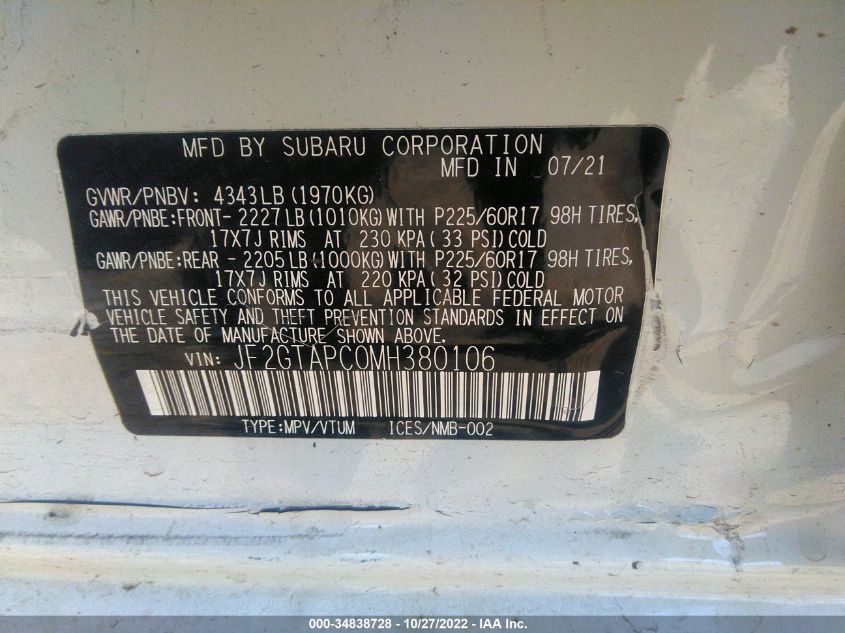 MFD BY SUBARU CORPORATION
MFD IN 07/21
GVWR/PNBV: 4343LB(1970KG)
GAWR/PNBE:FRONT- 2227LB(1010KG)WITH P225/60R17 98H TIRES,
17X7J RIMS AT 230 KPA( 33 PSI)COLD
GAWR/PNBE:REAR - 2205LB(1000KG)WITH P225/60R17 98H TIRES,
17X7J RIMS AT 220 KPA( 32 PSI)COLD
THIS VEHICLE CONFORMS TO ALL APPLICABLE FEDERAL MOTOR
VEHICLE SAFETY AND THEFT PREVENTION STANDARDS IN EFFECT ON
THE DATE OF MANUFACTURE SHOWN ABOVE.
VIN: JF2GTAPC0MH380106
TYPE:MPV/VTUM ICES/NMB-002
000-34838728 - 10/27/2022 - IAA Inc.